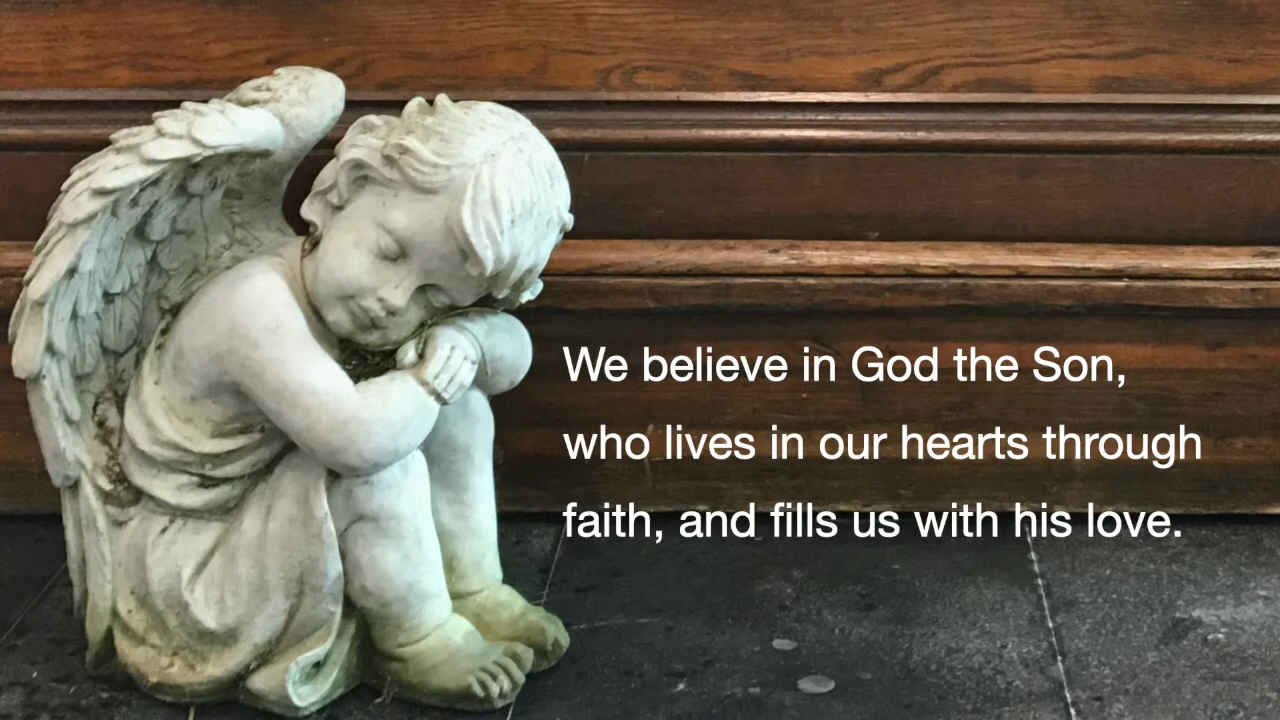 We believe in God the Son,
who lives in our hearts through
faith, and fills us with his love.